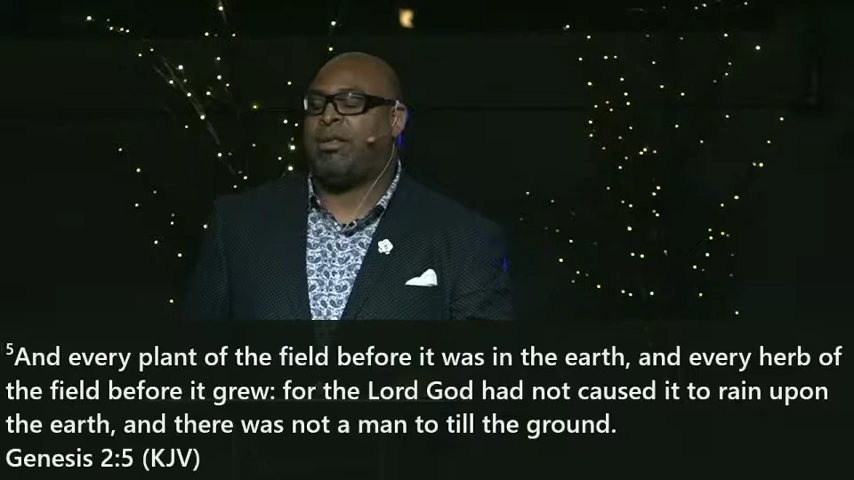 5And every plant of the field before it was in the earth, and every herb of
the field before it grew: for the Lord God had not caused it to rain upon
the earth, and there was not a man to till the ground.
Genesis 2:5 (KJV)